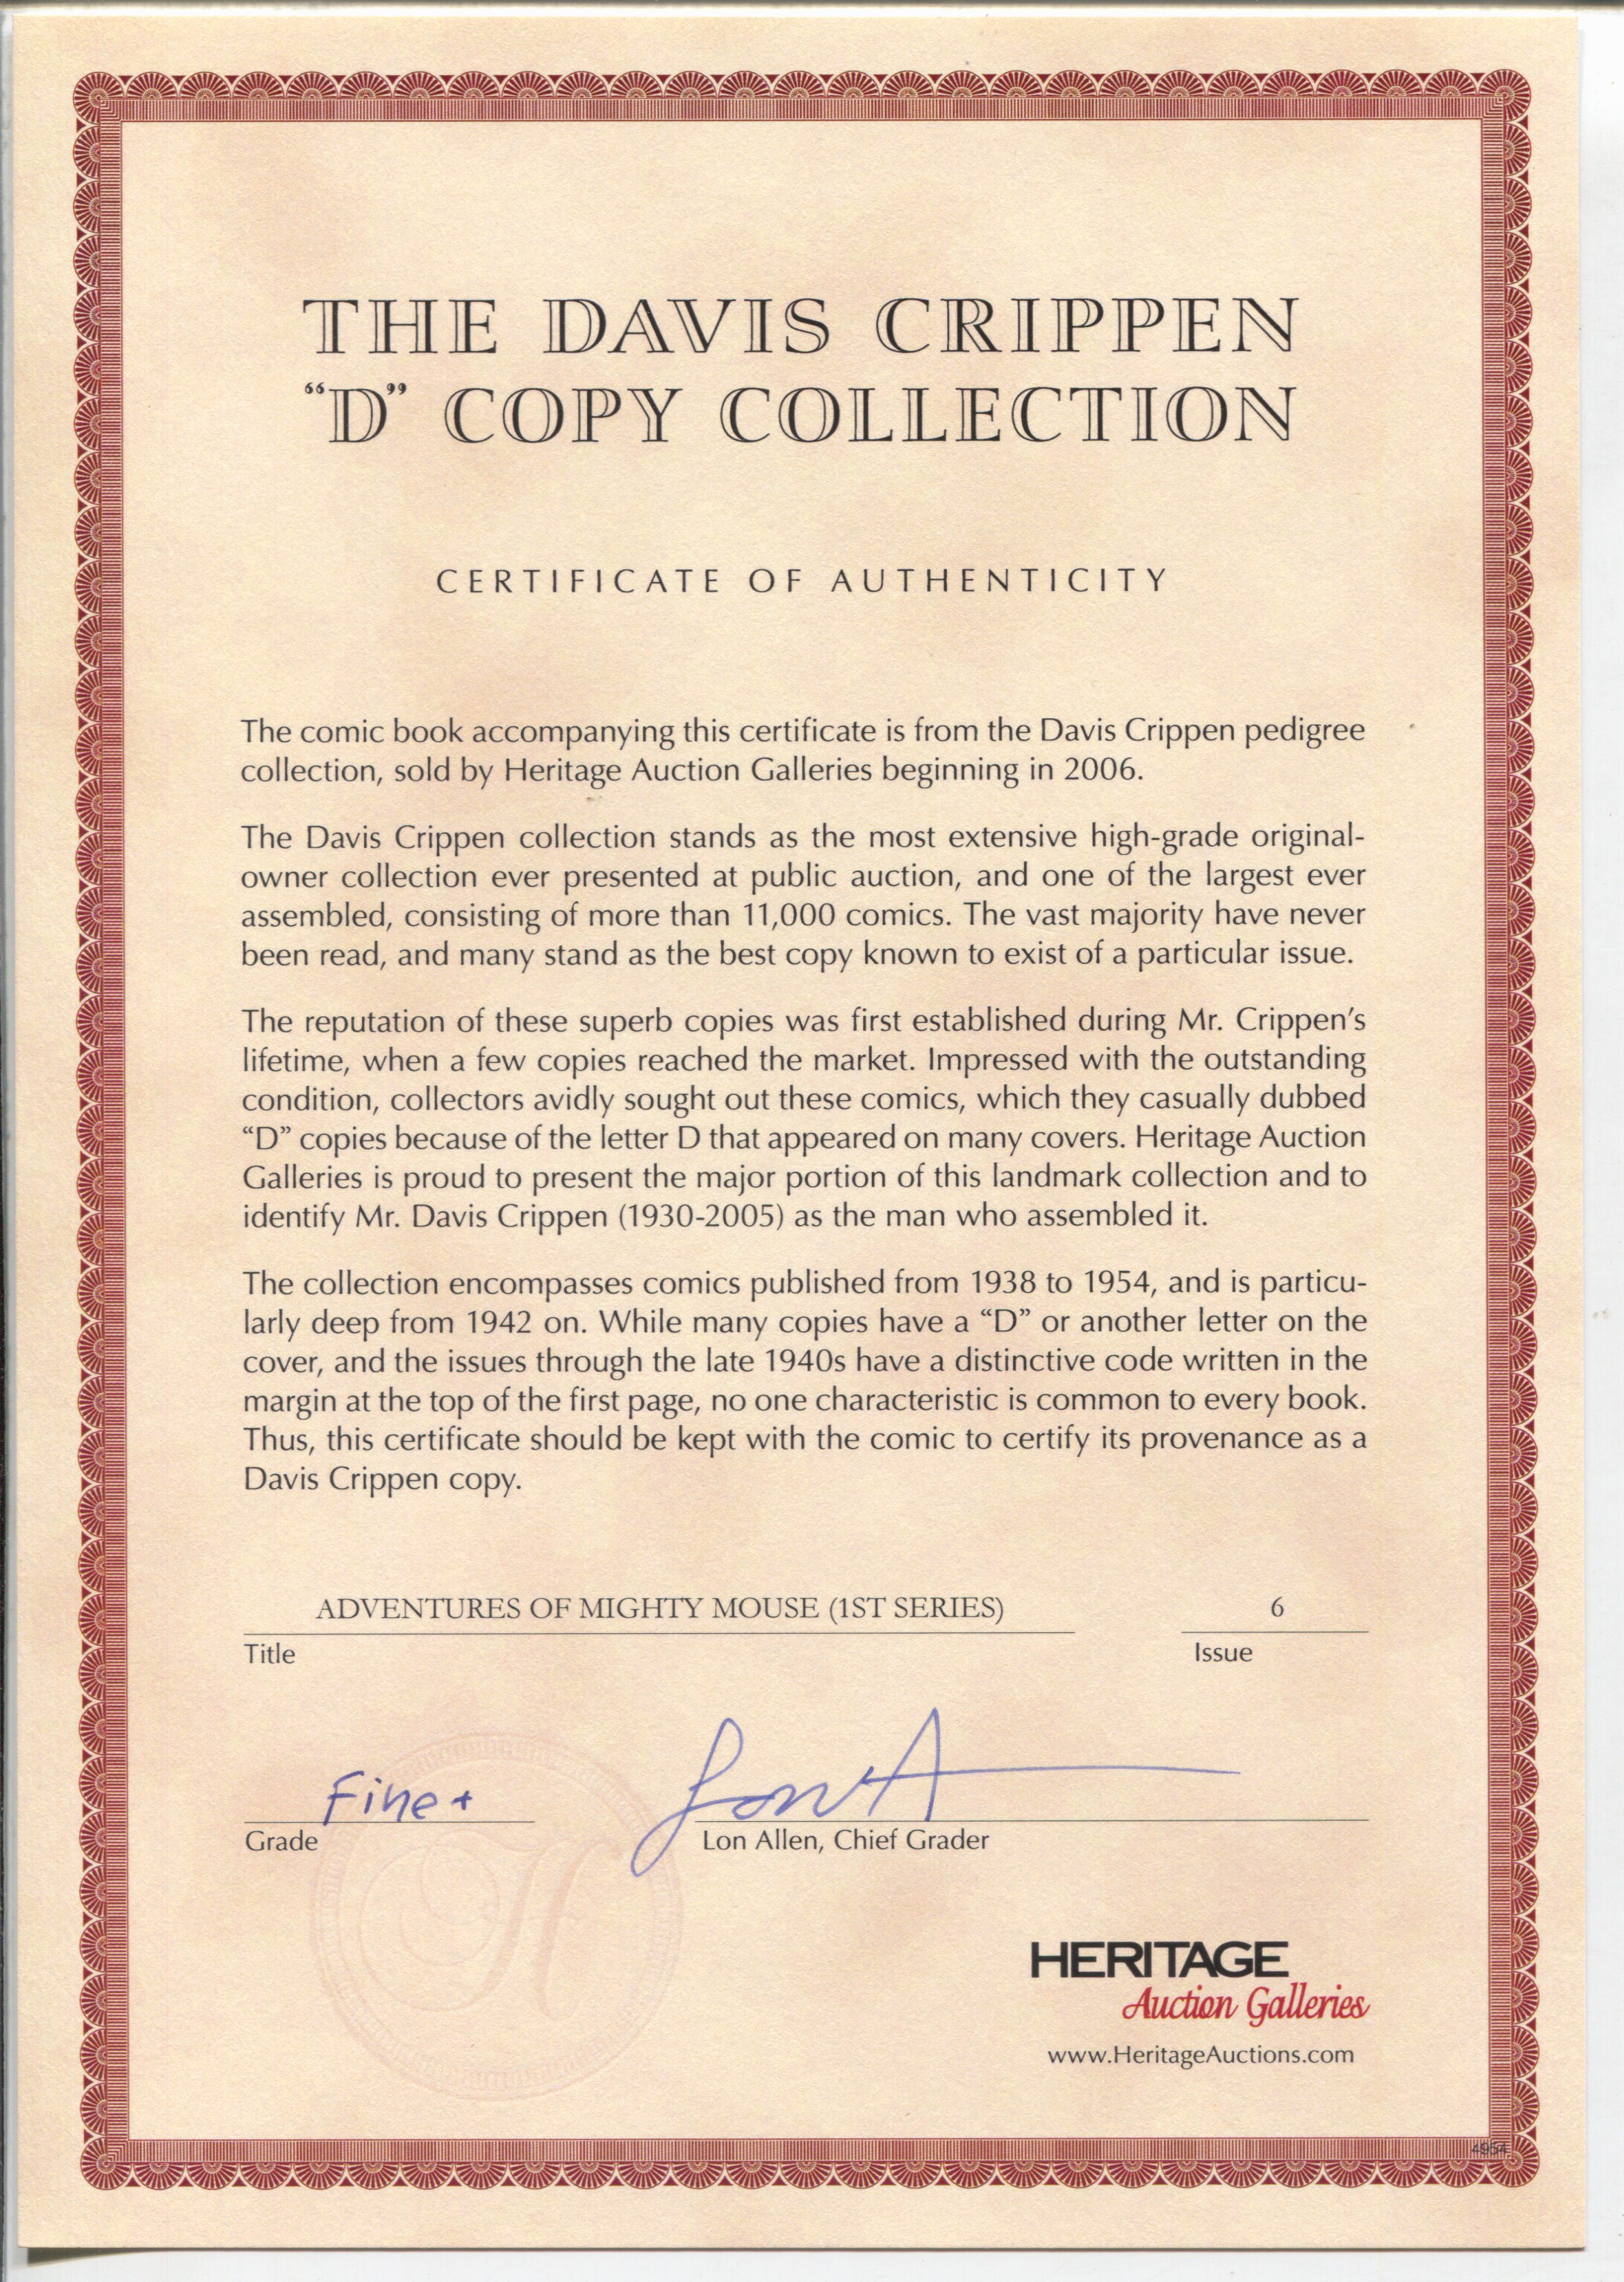 THE DAVIS CRIPPEN
“D” COPY COLLECTION
CERTIFICATE OF AUTHENTICITY
The comic book accompanying this certificate is from the Davis Crippen pedigree
collection, sold by Heritage Auction Galleries beginning in 2006.
The Davis Crippen collection stands as the most extensive high-grade original-
owner collection ever presented at public auction, and one of the largest ever
assembled, consisting of more than 11,000 comics. The vast majority have never
been read, and many stand as the best copy known to exist of a particular issue.
The reputation of these superb copies was first established during Mr. Crippen’s
lifetime, when a few copies reached the market. Impressed with the outstanding
condition, collectors avidly sought out these comics, which they casually dubbed
“D” copies because of the letter D that appeared on many covers. Heritage Auction
Galleries is proud to present the major portion of this landmark collection and to
identify Mr. Davis Crippen (1930-2005) as the man who assembled it.
The collection encompasses comics published from 1938 to 1954, and is particu-
larly deep from 1942 on. While many copies have a “D” or another letter on the
cover, and the issues through the late 1940s have a distinctive code written in the
margin at the top of the first page, no one characteristic is common to every book.
Thus, this certificate should be kept with the comic to certify its provenance as a
Davis Crippen copy.
ADVENTURES OF MIGHTY MOUSE (1ST SERIES) 6
Title Issue
Fine+ Lon A
Grade Lon Allen, Chief Grader
HERITAGE
Auction Galleries
www.HeritageAuctions.com